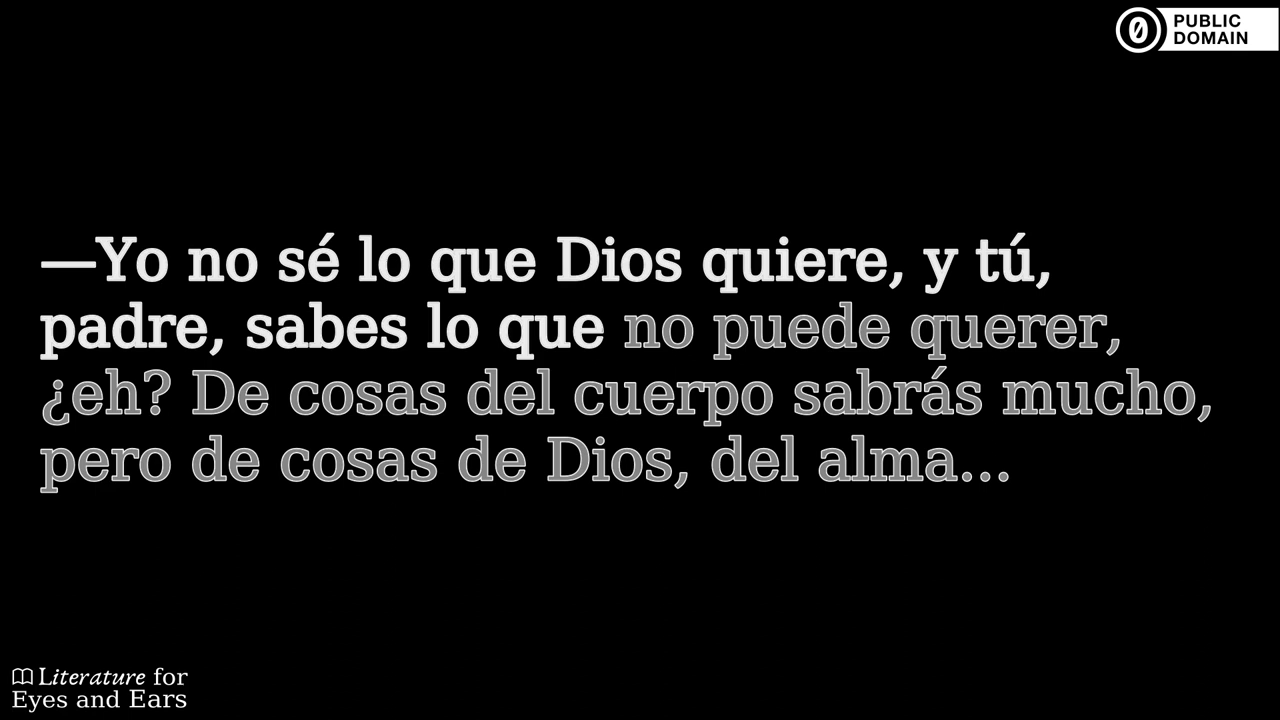 PUBLIC
DOMAIN
—Yo no sé lo que Dios quiere, y tú,
padre, sabes lo que no puede querer,
¿eh? De cosas del cuerpo sabrás mucho,
pero de cosas de Dios, del alma...
Literature for
Eyes and Ears